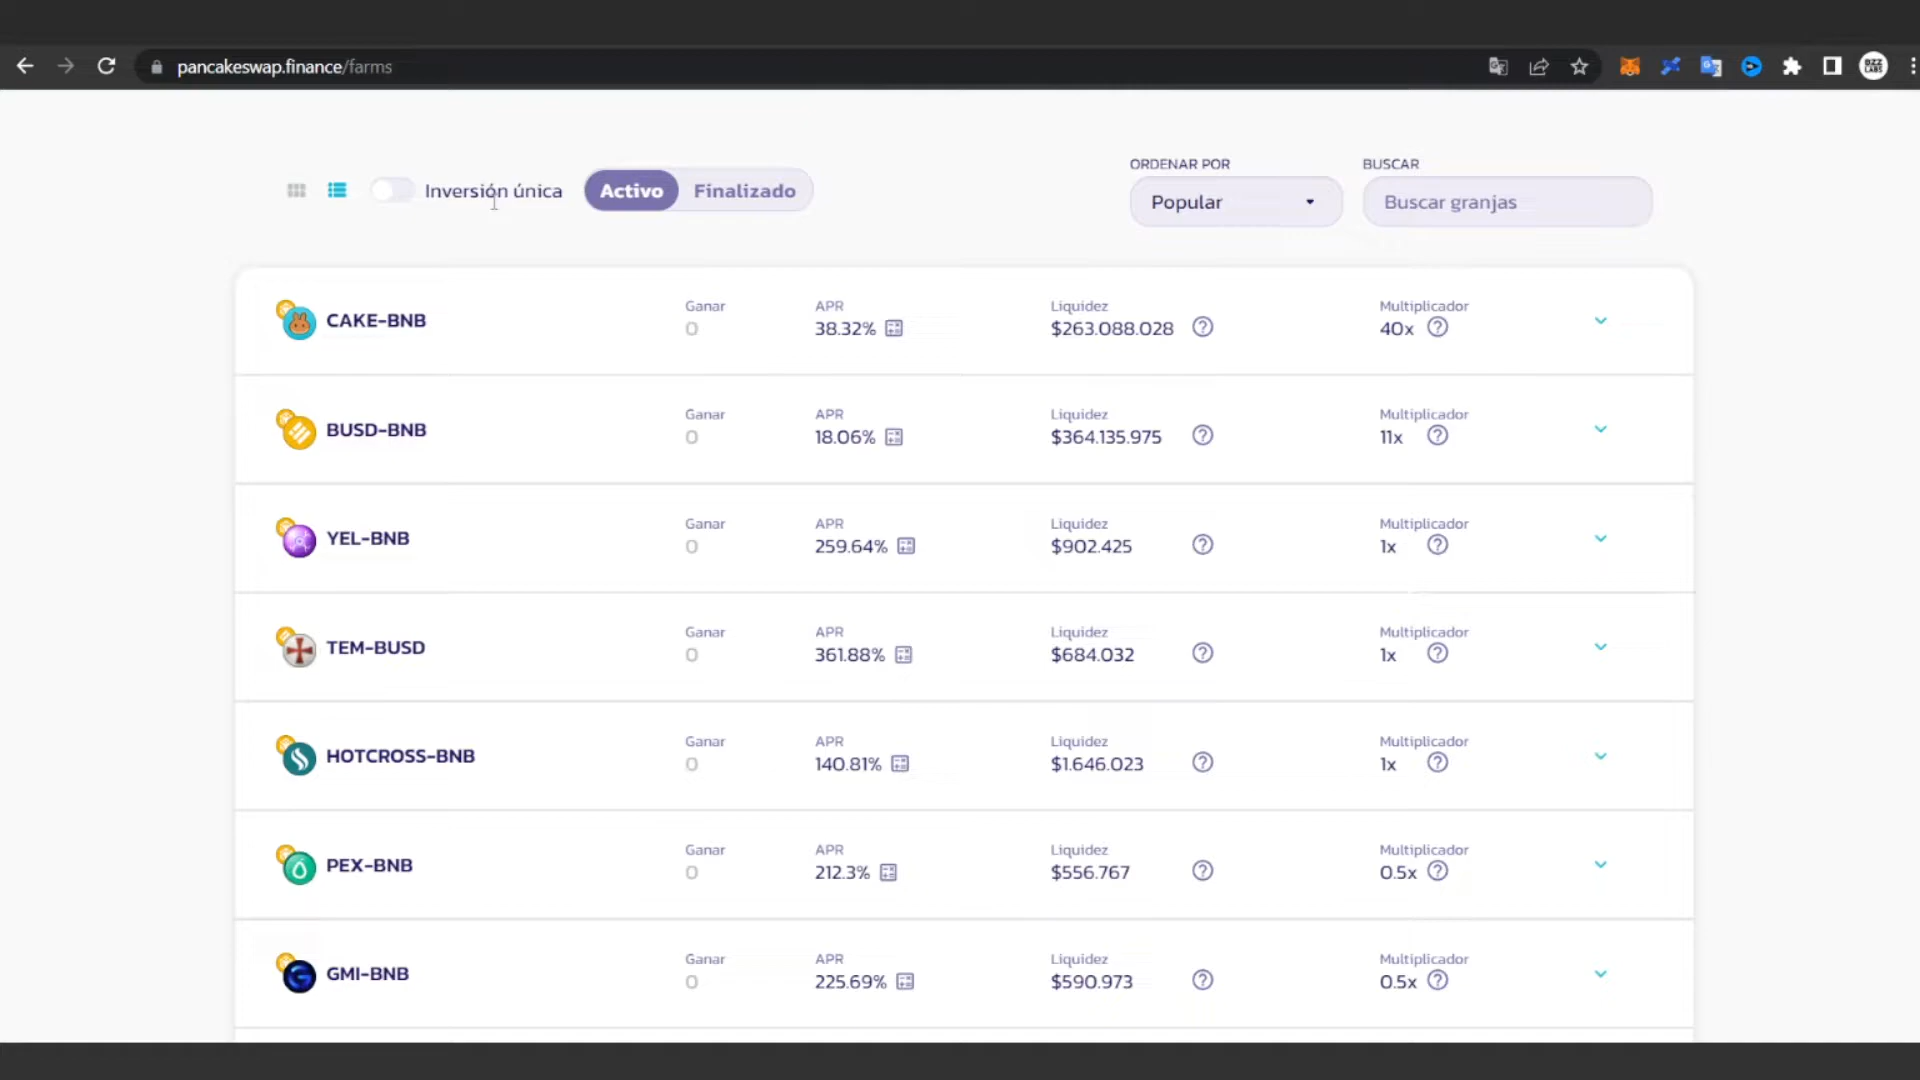 pancakeswap.finance/farms
BZZ LABS
ORDENAR POR BUSCAR
Inversión única Activo Finalizado Popular Buscar granjas
Ganar APR Liquidez Multiplicador
CAKE-BNB 0 38.32% $263.088.028 40x
Ganar APR Liquidez Multiplicador
BUSD-BNB 0 18.06% $364.135.975 11x
Ganar APR Liquidez Multiplicador
YEL-BNB 0 259.64% $902.425 1x
Ganar APR Liquidez Multiplicador
TEM-BUSD 0 361.88% $684.032 1x
Ganar APR Liquidez Multiplicador
HOTCROSS-BNB 0 140.81% $1.646.023 1x
Ganar APR Liquidez Multiplicador
PEX-BNB 0 212.3% $556.767 0.5x
Ganar APR Liquidez Multiplicador
GMI-BNB 0 225.69% $590.973 0.5x